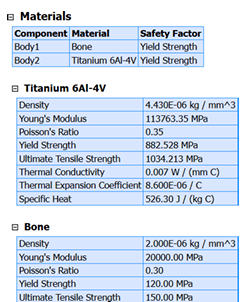 Materials
Component Material Safety Factor
Body1 Bone Yield Strength
Body2 Titanium 6Al-4V Yield Strength
Titanium 6Al-4V
Density 4.430E-06 kg / mm^3
Young's Modulus 113763.35 MPa
Poisson's Ratio 0.35
Yield Strength 882.528 MPa
Ultimate Tensile Strength 1034.213 MPa
Thermal Conductivity 0.007 W / (mm C)
Thermal Expansion Coefficient 8.600E-06 / C
Specific Heat 526.30 J / (kg C)
Bone
Density 2.000E-06 kg / mm^3
Young's Modulus 20000.00 MPa
Poisson's Ratio 0.30
Yield Strength 120.00 MPa
Ultimate Tensile Strength 150.00 MPa